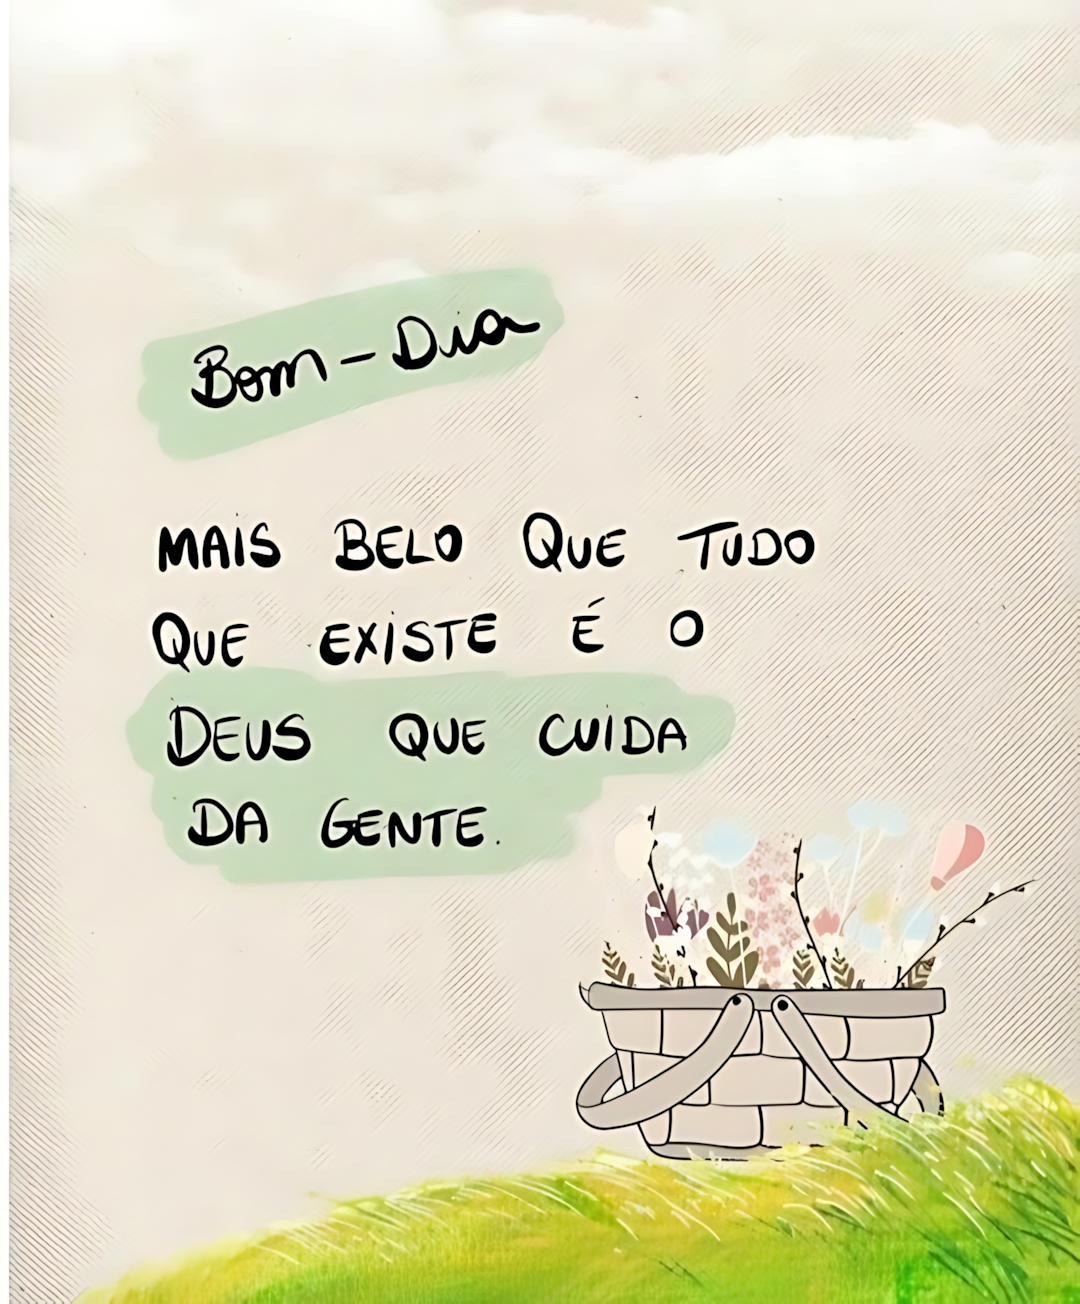 Bom-Dia
MAIS BELO QUE TUDO
QUE EXISTE É O
DEUS QUE CUIDA
DA GENTE.